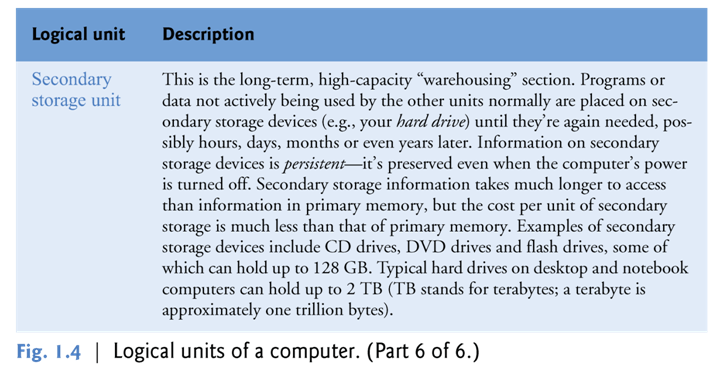 Logical unit Description
Secondary
storage unit
This is the long-term, high-capacity “warehousing” section. Programs or
data not actively being used by the other units normally are placed on sec-
ondary storage devices (e.g., your hard drive) until they’re again needed, pos-
sibly hours, days, months or even years later. Information on secondary
storage devices is persistent—it’s preserved even when the computer’s power
is turned off. Secondary storage information takes much longer to access
than information in primary memory, but the cost per unit of secondary
storage is much less than that of primary memory. Examples of secondary
storage devices include CD drives, DVD drives and flash drives, some of
which can hold up to 128 GB. Typical hard drives on desktop and notebook
computers can hold up to 2 TB (TB stands for terabytes; a terabyte is
approximately one trillion bytes).
Fig. 1.4 | Logical units of a computer. (Part 6 of 6.)